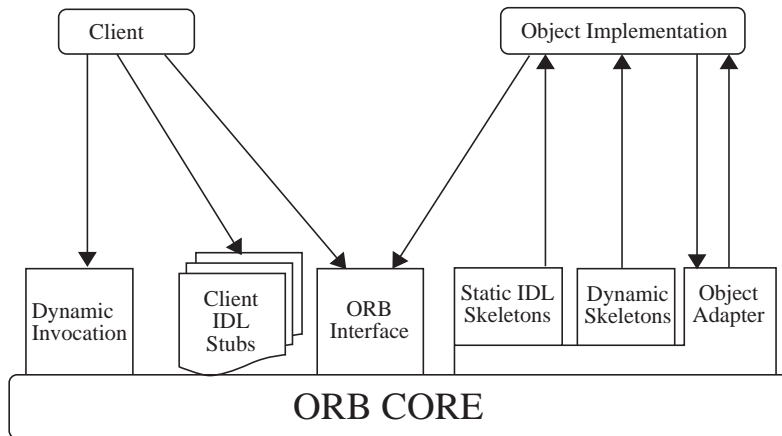 Client
Object Implementation
Dynamic
Invocation
Client
IDL
Stubs
ORB
Interface
Static IDL
Skeletons
Dynamic
Skeletons
Object
Adapter
ORB CORE